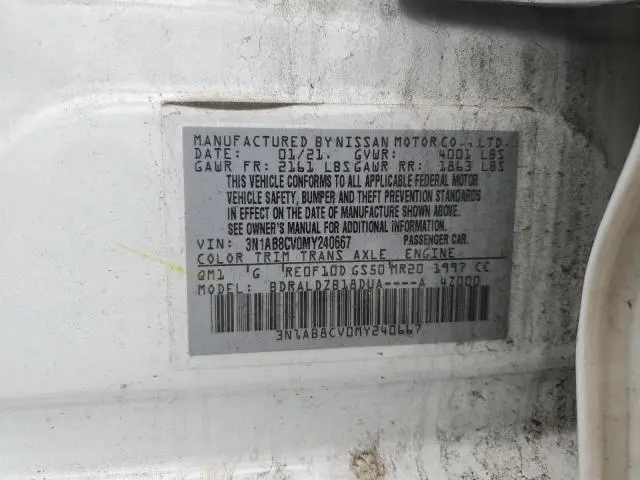 MANUFACTURED BY NISSAN MOTOR CO., LTD.
DATE: 01/21. GVWR: 4001 LBS
GAWR FR: 2161 LBS GAWR RR: 1863 LBS
THIS VEHICLE CONFORMS TO ALL APPLICABLE FEDERAL MOTOR
VEHICLE SAFETY, BUMPER AND THEFT PREVENTION STANDARDS
IN EFFECT ON THE DATE OF MANUFACTURE SHOWN ABOVE.
SEE OWNER'S MANUAL FOR ADDITIONAL INFORMATION.
VIN: 3N1AB8CV0MY240667 PASSENGER CAR.
COLOR TRIM TRANS AXLE ENGINE
QM1 'G 'RE0F10D GS50'MR20 1997 CC
MODEL: BDRALDZB18DUA----A 4Z000
3N1AB8CV0MY240667